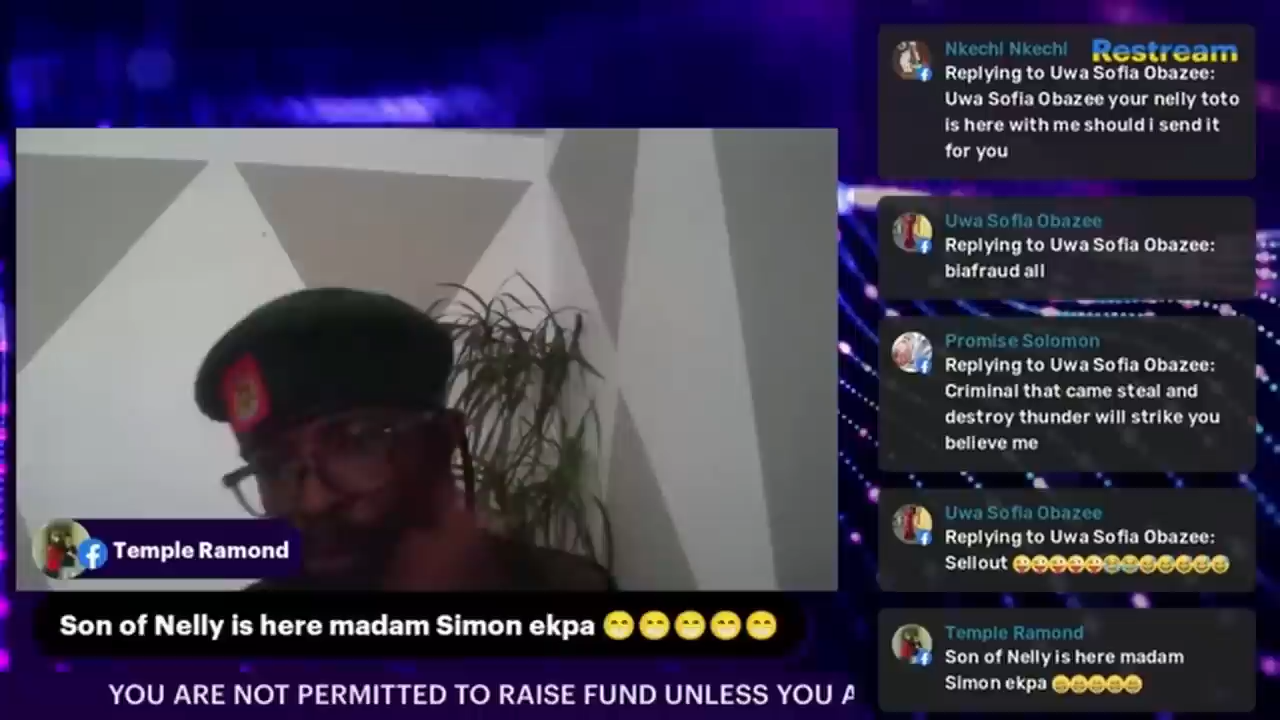 Temple Ramond
Son of Nelly is here madam Simon ekpa 😁😁😁😁😁
YOU ARE NOT PERMITTED TO RAISE FUND UNLESS YOU A
Restream
Nkechi Nkechi
Replying to Uwa Sofia Obazee:
Uwa Sofia Obazee your nelly toto
is here with me should i send it
for you
Uwa Sofia Obazee
Replying to Uwa Sofia Obazee:
biafraud all
Promise Solomon
Replying to Uwa Sofia Obazee:
Criminal that came steal and
destroy thunder will strike you
believe me
Uwa Sofia Obazee
Replying to Uwa Sofia Obazee:
Sellout 😜😜😜😜😜😂😂😅😅😅😅😅
Temple Ramond
Son of Nelly is here madam
Simon ekpa 😁😁😁😁😁